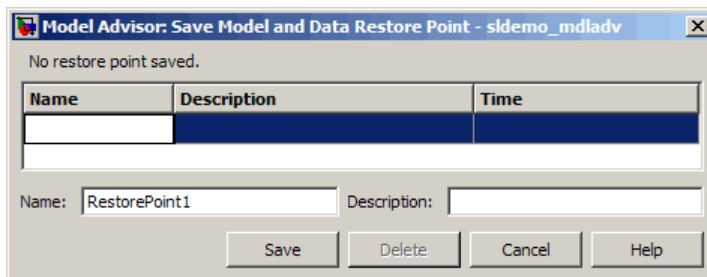 Model Advisor: Save Model and Data Restore Point - sldemo_mdladv
No restore point saved.
Name Description Time
Name: RestorePoint1 Description:
Save Delete Cancel Help